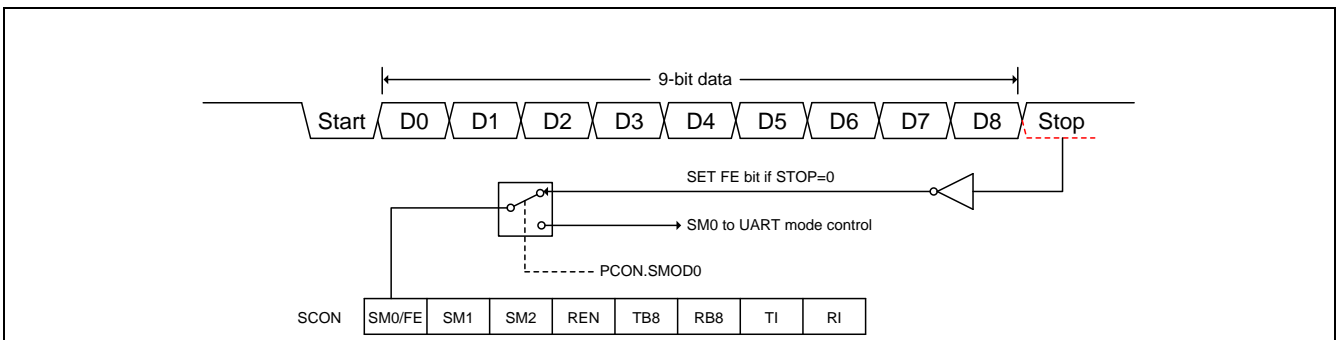 9-bit data
Start D0 D1 D2 D3 D4 D5 D6 D7 D8 Stop
SET FE bit if STOP=0
SM0 to UART mode control
PCON.SMOD0
SCON SM0/FE SM1 SM2 REN TB8 RB8 TI RI